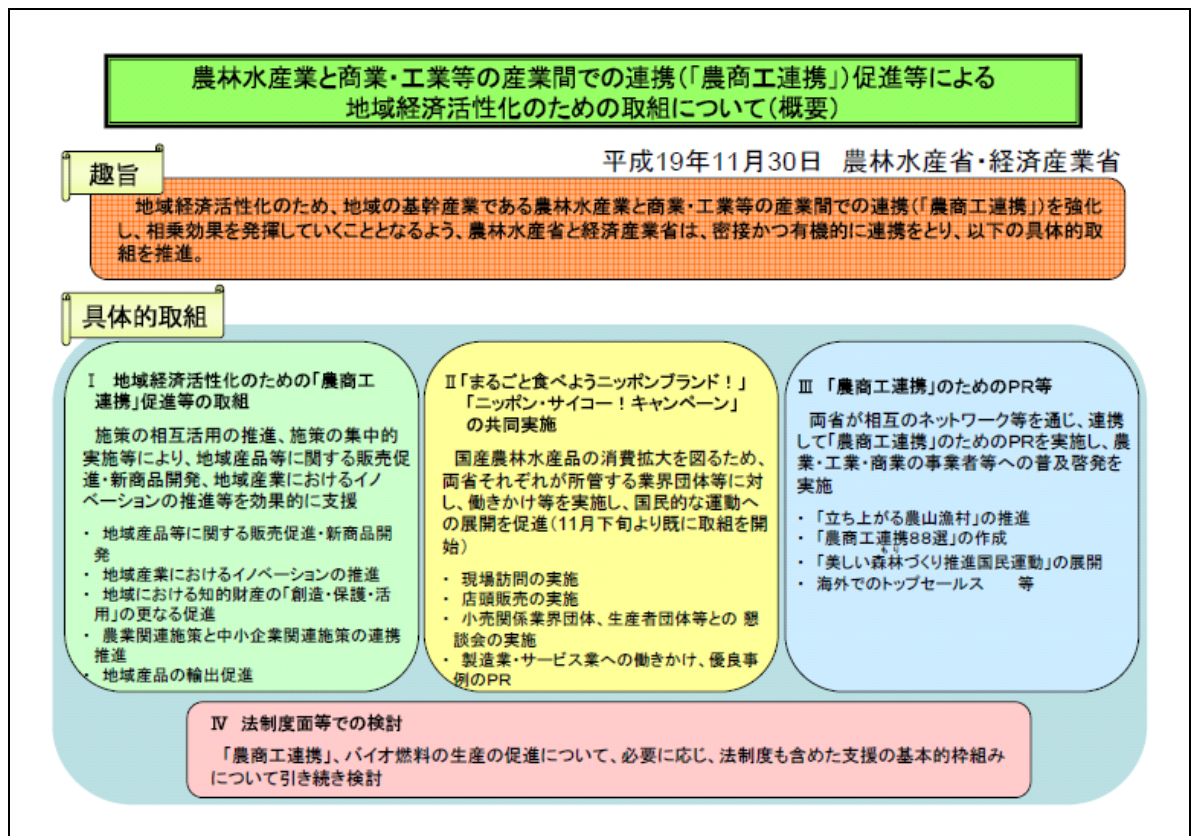 農林水産業と商業・工業等の産業間での連携(「農商工連携」)促進等による
地域経済活性化のための取組について(概要)
平成19年11月30日　農林水産省・経済産業省
趣旨
地域経済活性化のため、地域の基幹産業である農林水産業と商業・工業等の産業間での連携(「農商工連携」)を強化
し、相乗効果を発揮していくこととなるよう、農林水産省と経済産業省は、密接かつ有機的に連携をとり、以下の具体的取
組を推進。
具体的取組
Ⅰ　地域経済活性化のための「農商工
連携」促進等の取組
施策の相互活用の推進、施策の集中的
実施等により、地域産品等に関する販売促
進・新商品開発、地域産業におけるイノ
ベーションの推進等を効果的に支援
・ 地域産品等に関する販売促進・新商品開
発
・ 地域産業におけるイノベーションの推進
・ 地域における知的財産の「創造・保護・活
用」の更なる促進
・ 農業関連施策と中小企業関連施策の連携
推進
・ 地域産品の輸出促進
Ⅱ「まるごと食べようニッポンブランド！」
「ニッポン・サイコー！キャンペーン」
の共同実施
国産農林水産品の消費拡大を図るため、
両省それぞれが所管する業界団体等に対
し、働きかけ等を実施し、国民的な運動へ
の展開を促進(11月下旬より既に取組を開
始)
・ 現場訪問の実施
・ 店頭販売の実施
・ 小売関係業界団体、生産者団体等との 懇
談会の実施
・ 製造業・サービス業への働きかけ、優良事
例のPR
Ⅲ 「農商工連携」のためのPR等
両省が相互のネットワーク等を通じ、連携
して「農商工連携」のためのPRを実施し、農
業・工業・商業の事業者等への普及啓発を
実施
・ 「立ち上がる農山漁村」の推進
・ 「農商工連携88選」の作成
もり
・ 「美しい森林づくり推進国民運動」の展開
・ 海外でのトップセールス　　等
Ⅳ 法制度面等での検討
「農商工連携」、バイオ燃料の生産の促進について、必要に応じ、法制度も含めた支援の基本的枠組み
について引き続き検討